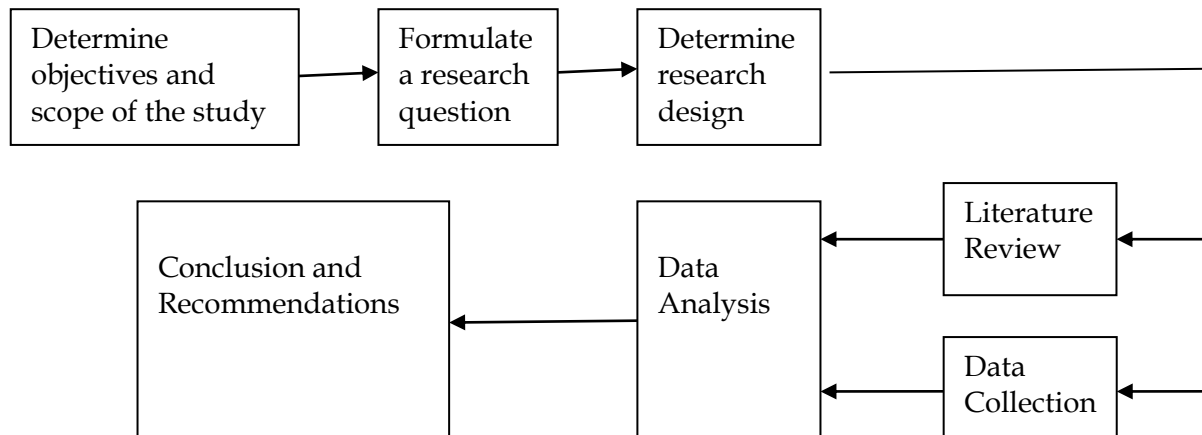 Determine
objectives and
scope of the study
Formulate
a research
question
Determine
research
design
Literature
Review
Data
Collection
Data
Analysis
Conclusion and
Recommendations